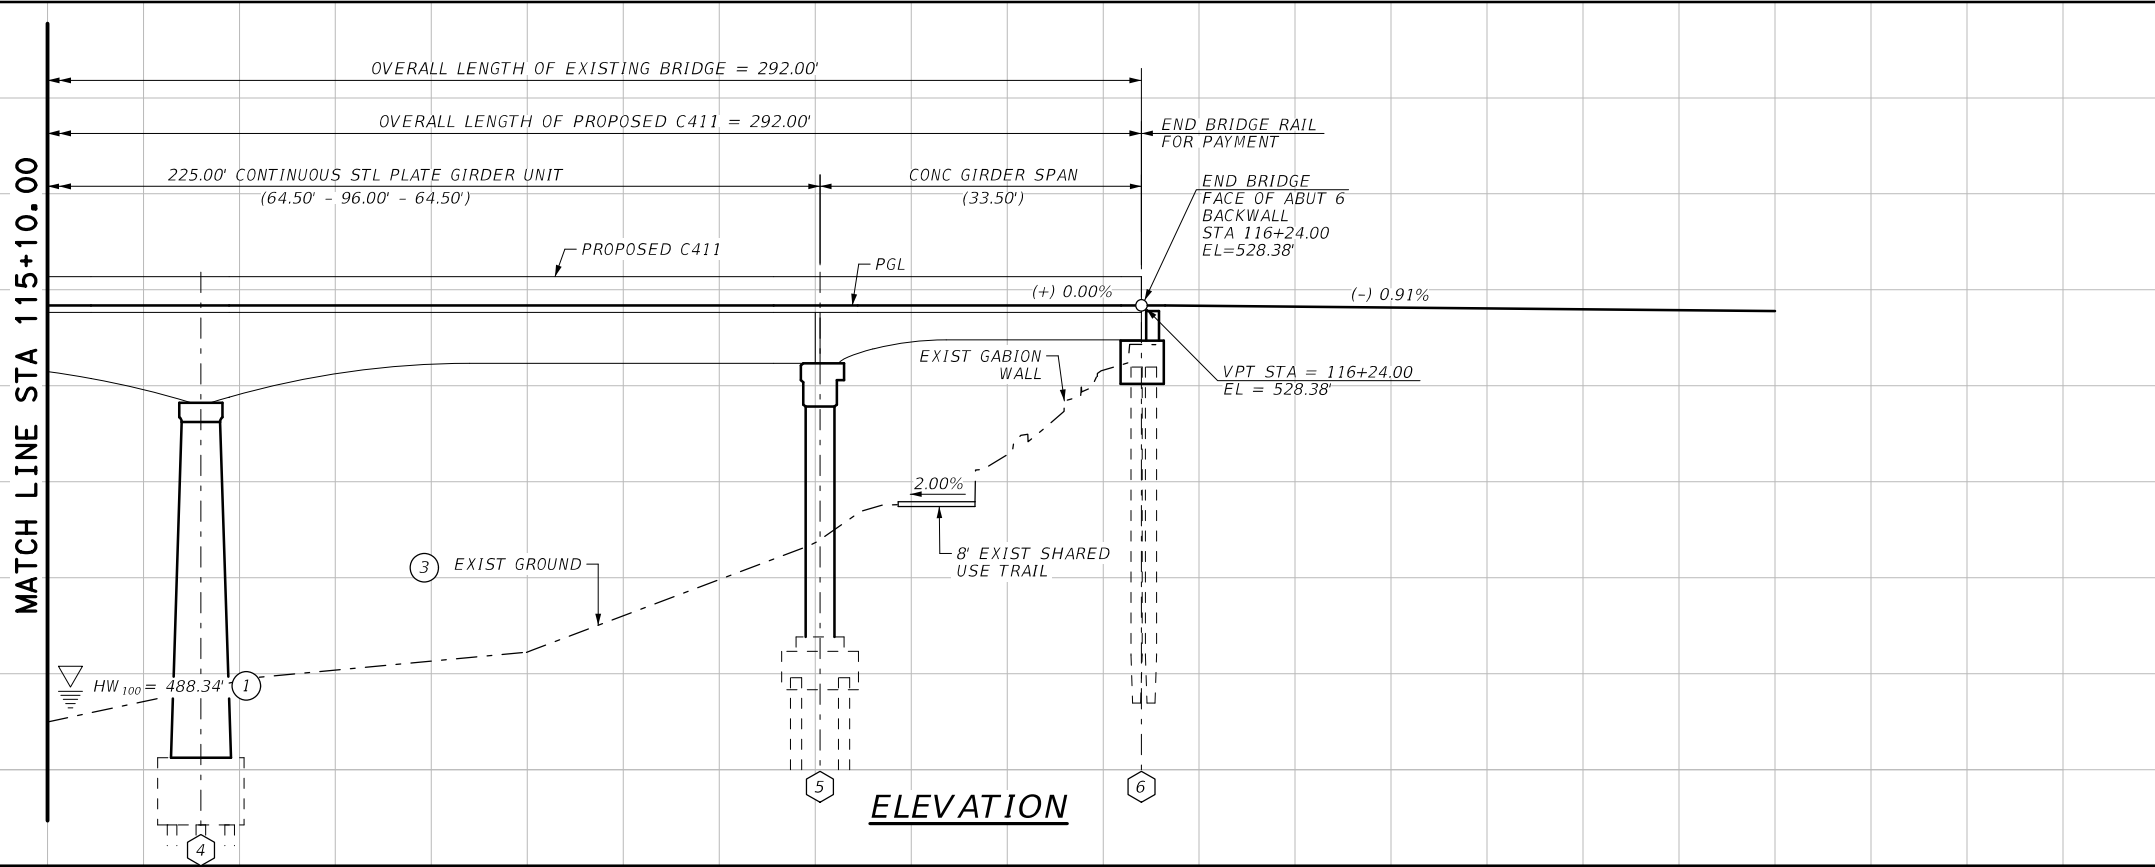 OVERALL LENGTH OF EXISTING BRIDGE = 292.00'
OVERALL LENGTH OF PROPOSED C411 = 292.00'
END BRIDGE RAIL
FOR PAYMENT
225.00' CONTINUOUS STL PLATE GIRDER UNIT
(64.50' - 96.00' - 64.50')
CONC GIRDER SPAN
(33.50')
END BRIDGE
FACE OF ABUT 6
BACKWALL
STA 116+24.00
EL=528.38'
MATCH LINE STA 115+10.00
PROPOSED C411
PGL
(+) 0.00%
(-) 0.91%
EXIST GABION
WALL
VPT STA = 116+24.00
EL = 528.38'
2.00%
8' EXIST SHARED
USE TRAIL
3 EXIST GROUND
HW100= 488.34' 1
5
6
4
ELEVATION